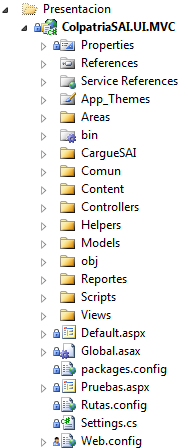 Presentacion
ColpatriaSAI.UI.MVC
Properties
References
Service References
App_Themes
Areas
bin
CargueSAI
Comun
Content
Controllers
Helpers
Models
obj
Reportes
Scripts
Views
Default.aspx
Global.asax
packages.config
Pruebas.aspx
Rutas.config
Settings.cs
Web.config